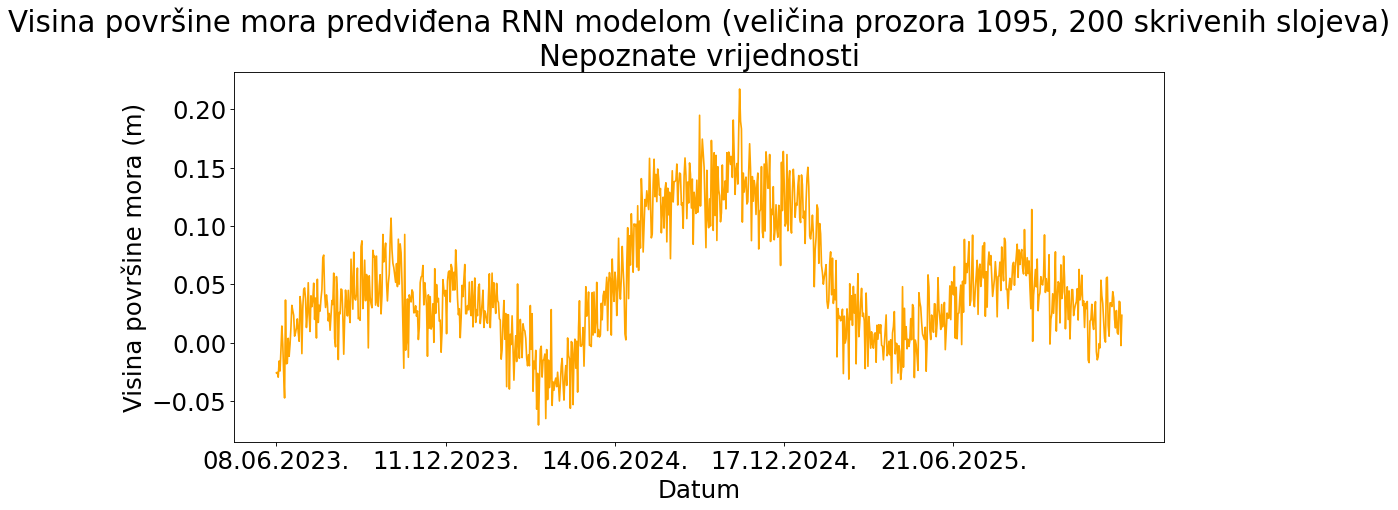 Visina površine mora predviđena RNN modelom (veličina prozora 1095, 200 skrivenih slojeva)
Nepoznate vrijednosti
Visina površine mora (m)
0.20
0.15
0.10
0.05
0.00
−0.05
08.06.2023. 11.12.2023. 14.06.2024. 17.12.2024. 21.06.2025.
Datum